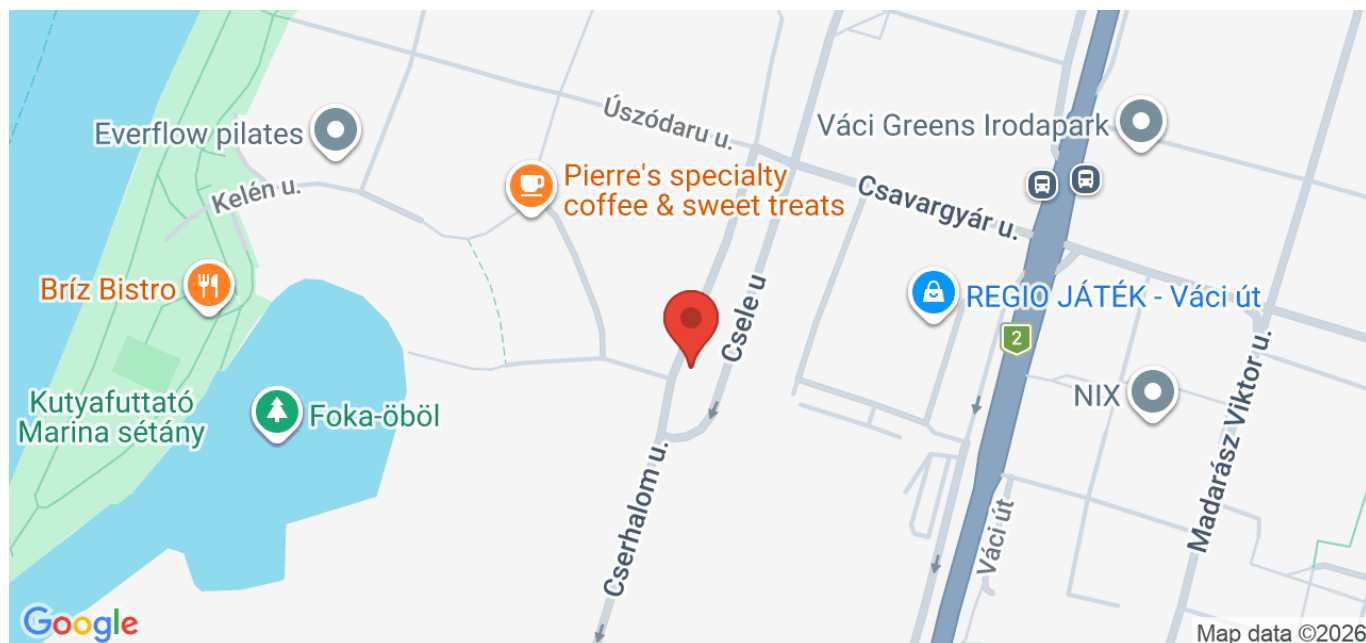 Úszódaru u.
Everflow pilates
Váci Greens Irodapark
Pierre's specialty
coffee & sweet treats
Kelén u.
Csavargyár u.
Bríz Bistro
REGIO JÁTÉK - Váci út
Csele u
2
Kutyafuttató
Marina sétány
Foka-öböl
NIX
Madarász Viktor u.
Cserhalom u.
Váci út
Google
Map data ©2026